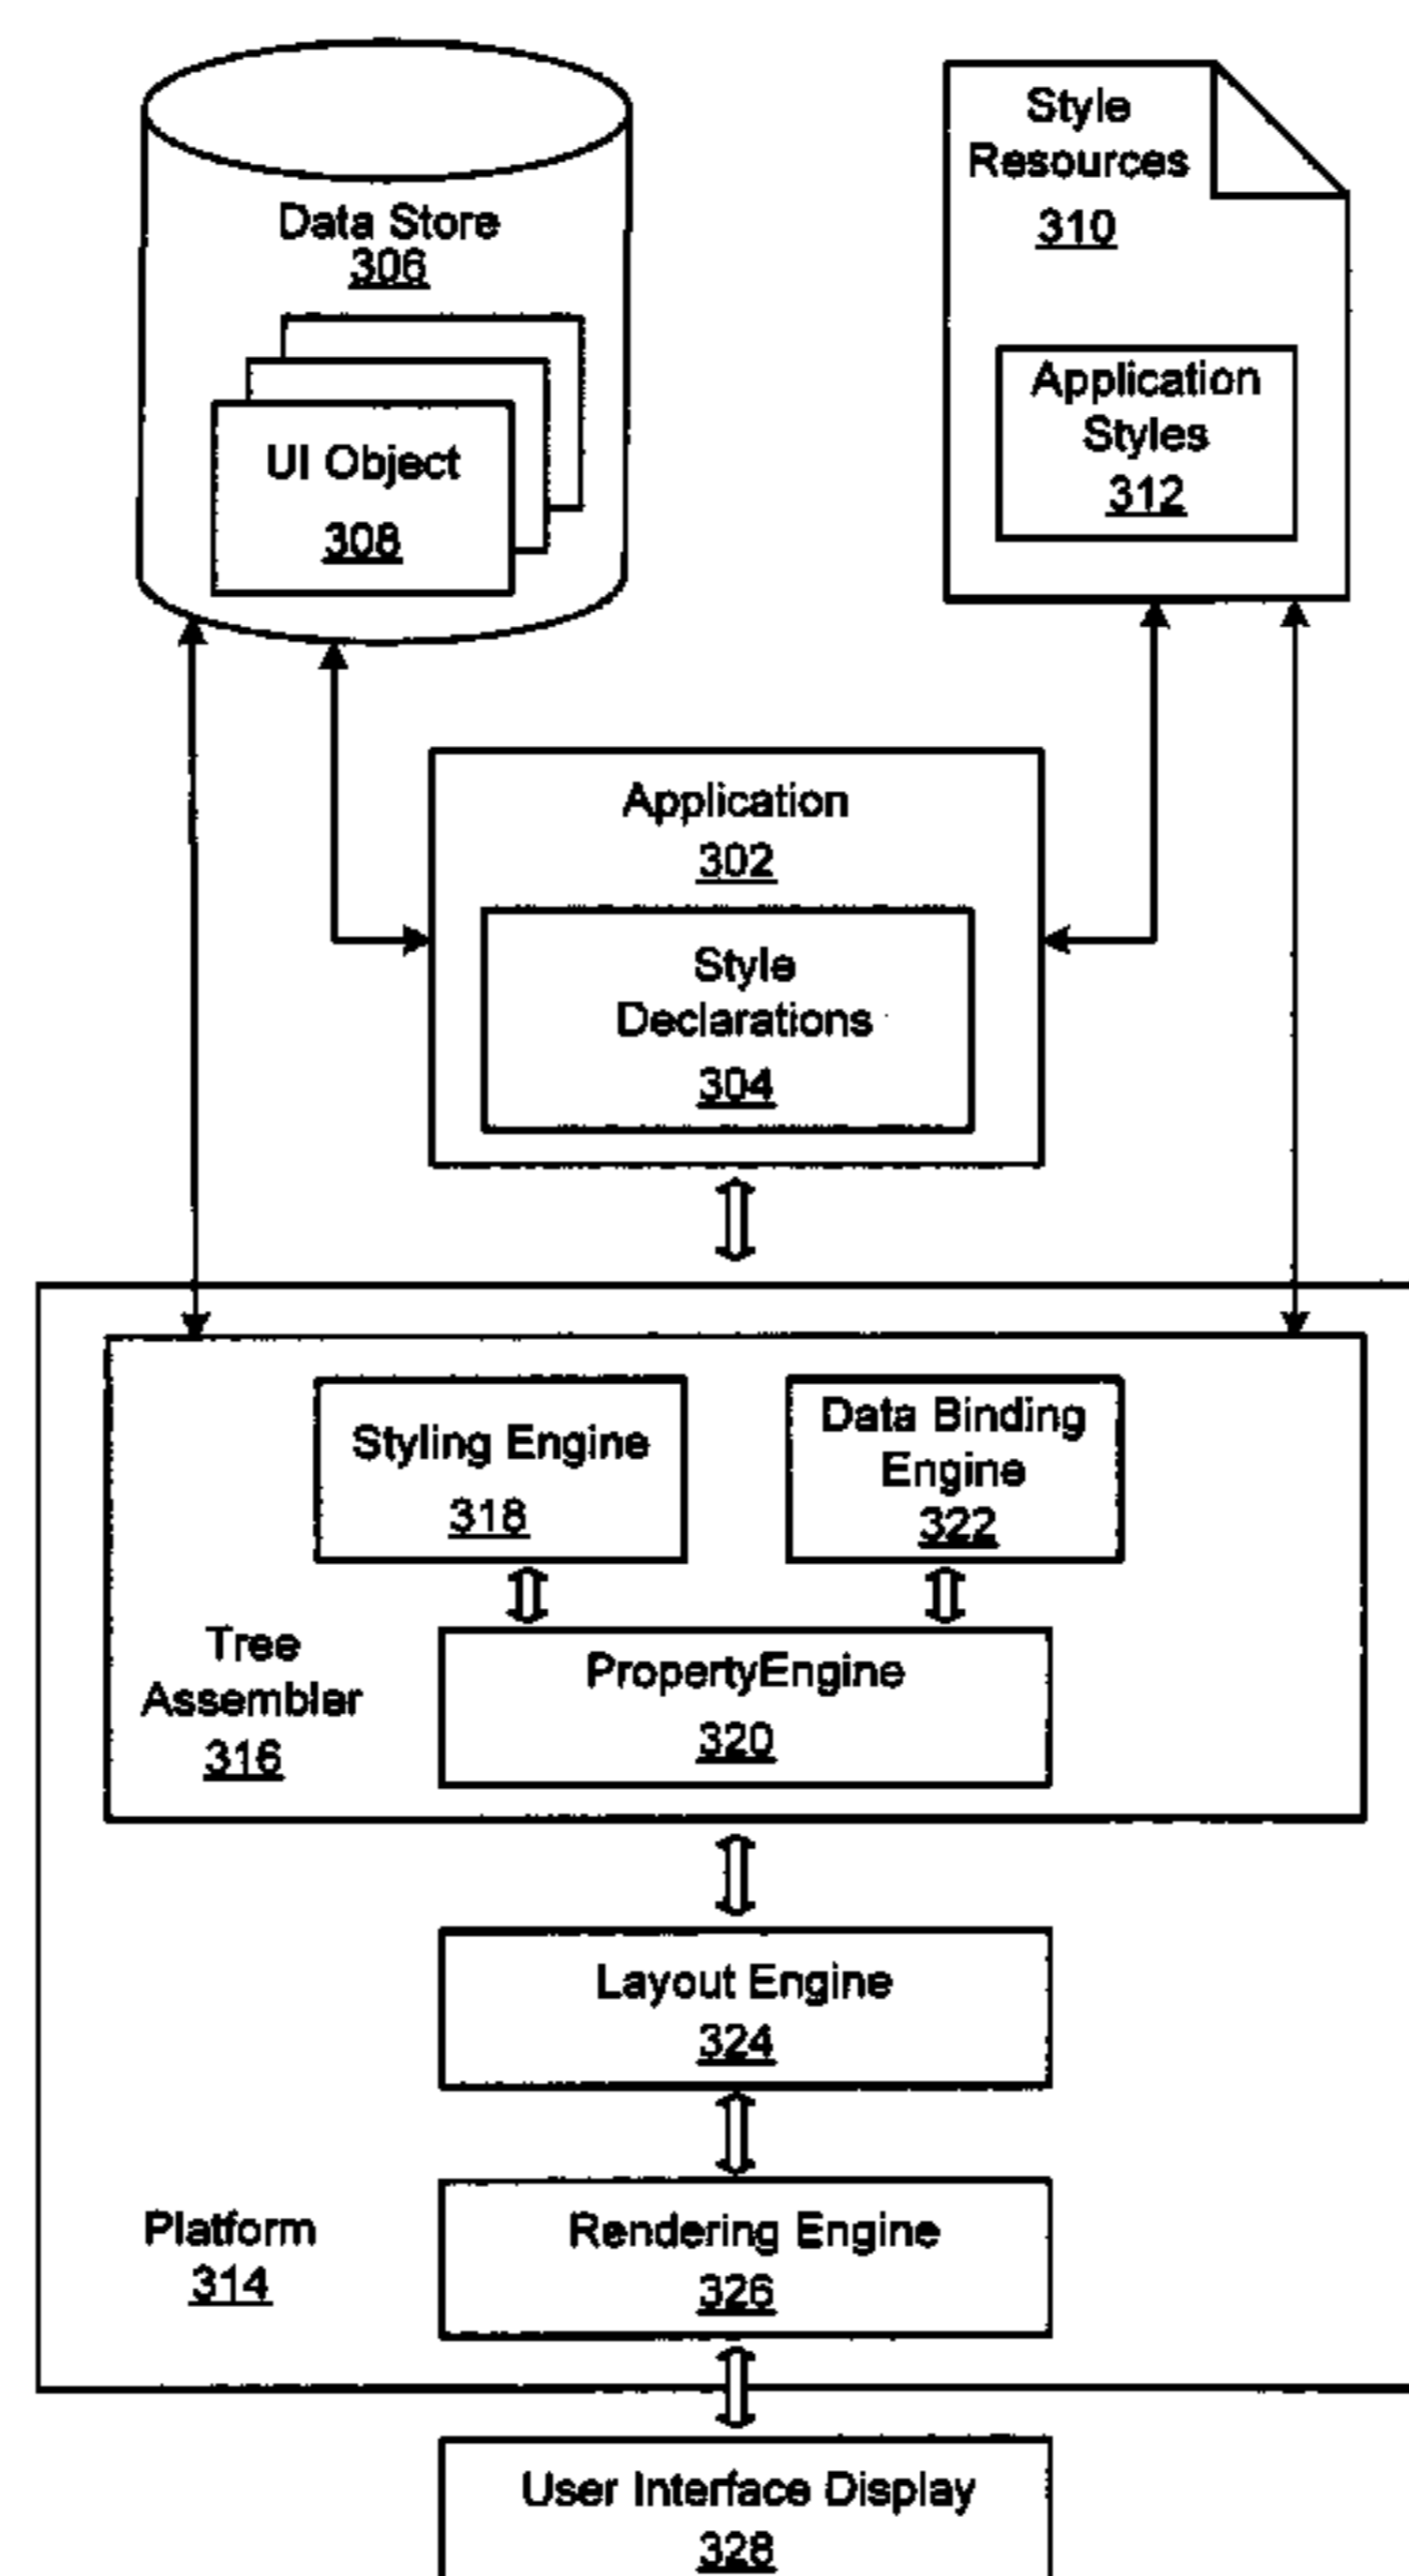 Data Store
306
UI Object
308
Style
Resources
310
Application
Styles
312
Application
302
Style
Declarations
304
Styling Engine
318
Data Binding
Engine
322
PropertyEngine
320
Tree
Assembler
316
Layout Engine
324
Rendering Engine
326
Platform
314
User Interface Display
328